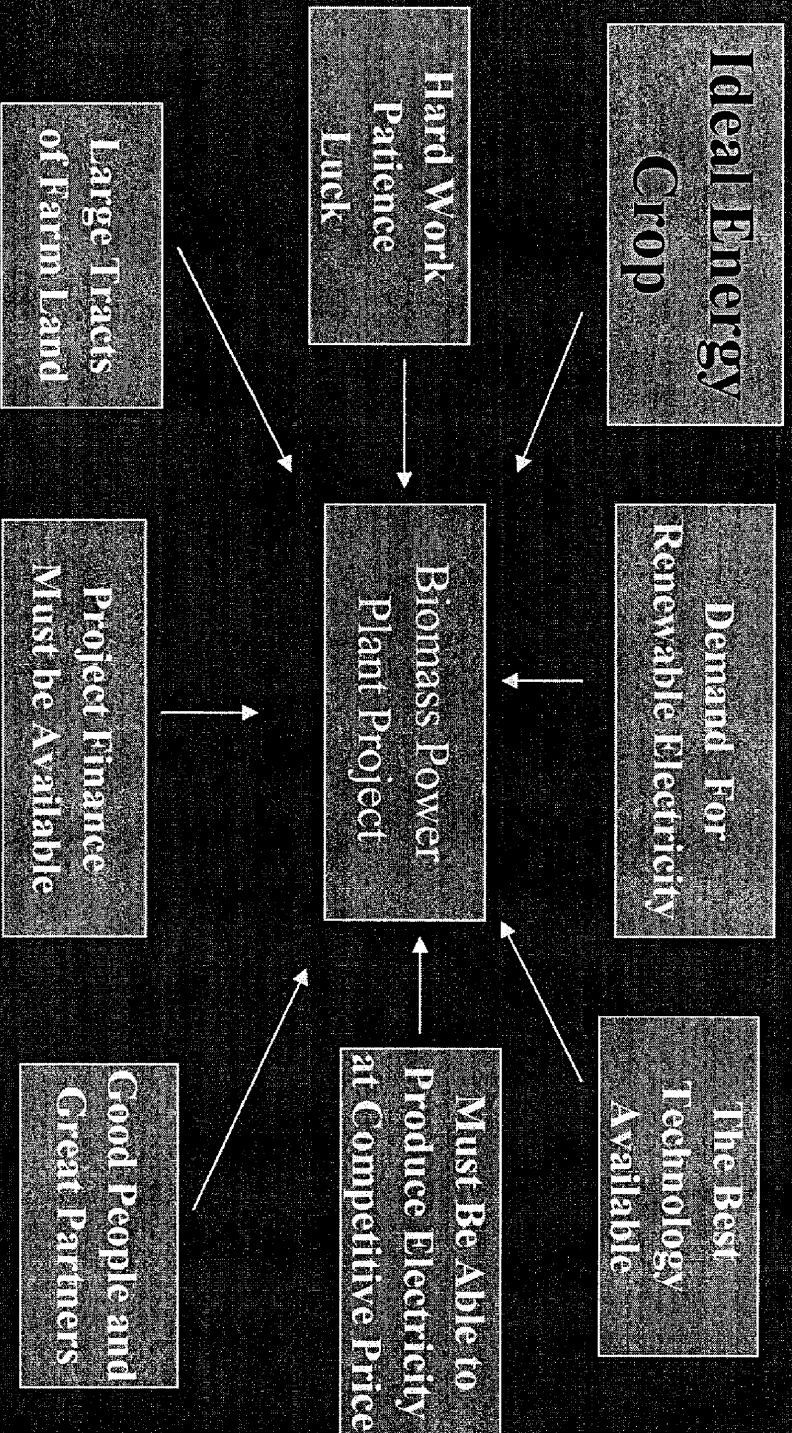 Ideal Energy
Crop
Demand For
Renewable Electricity
The Best
Technology
Available
Hard Work
Patience
Luck
Biomass Power
Plant Project
Must Be Able to
Produce Electricity
at Competitive Price
Large Tracts
of Farm Land
Project Finance
Must be Available
Good People and
Great Partners